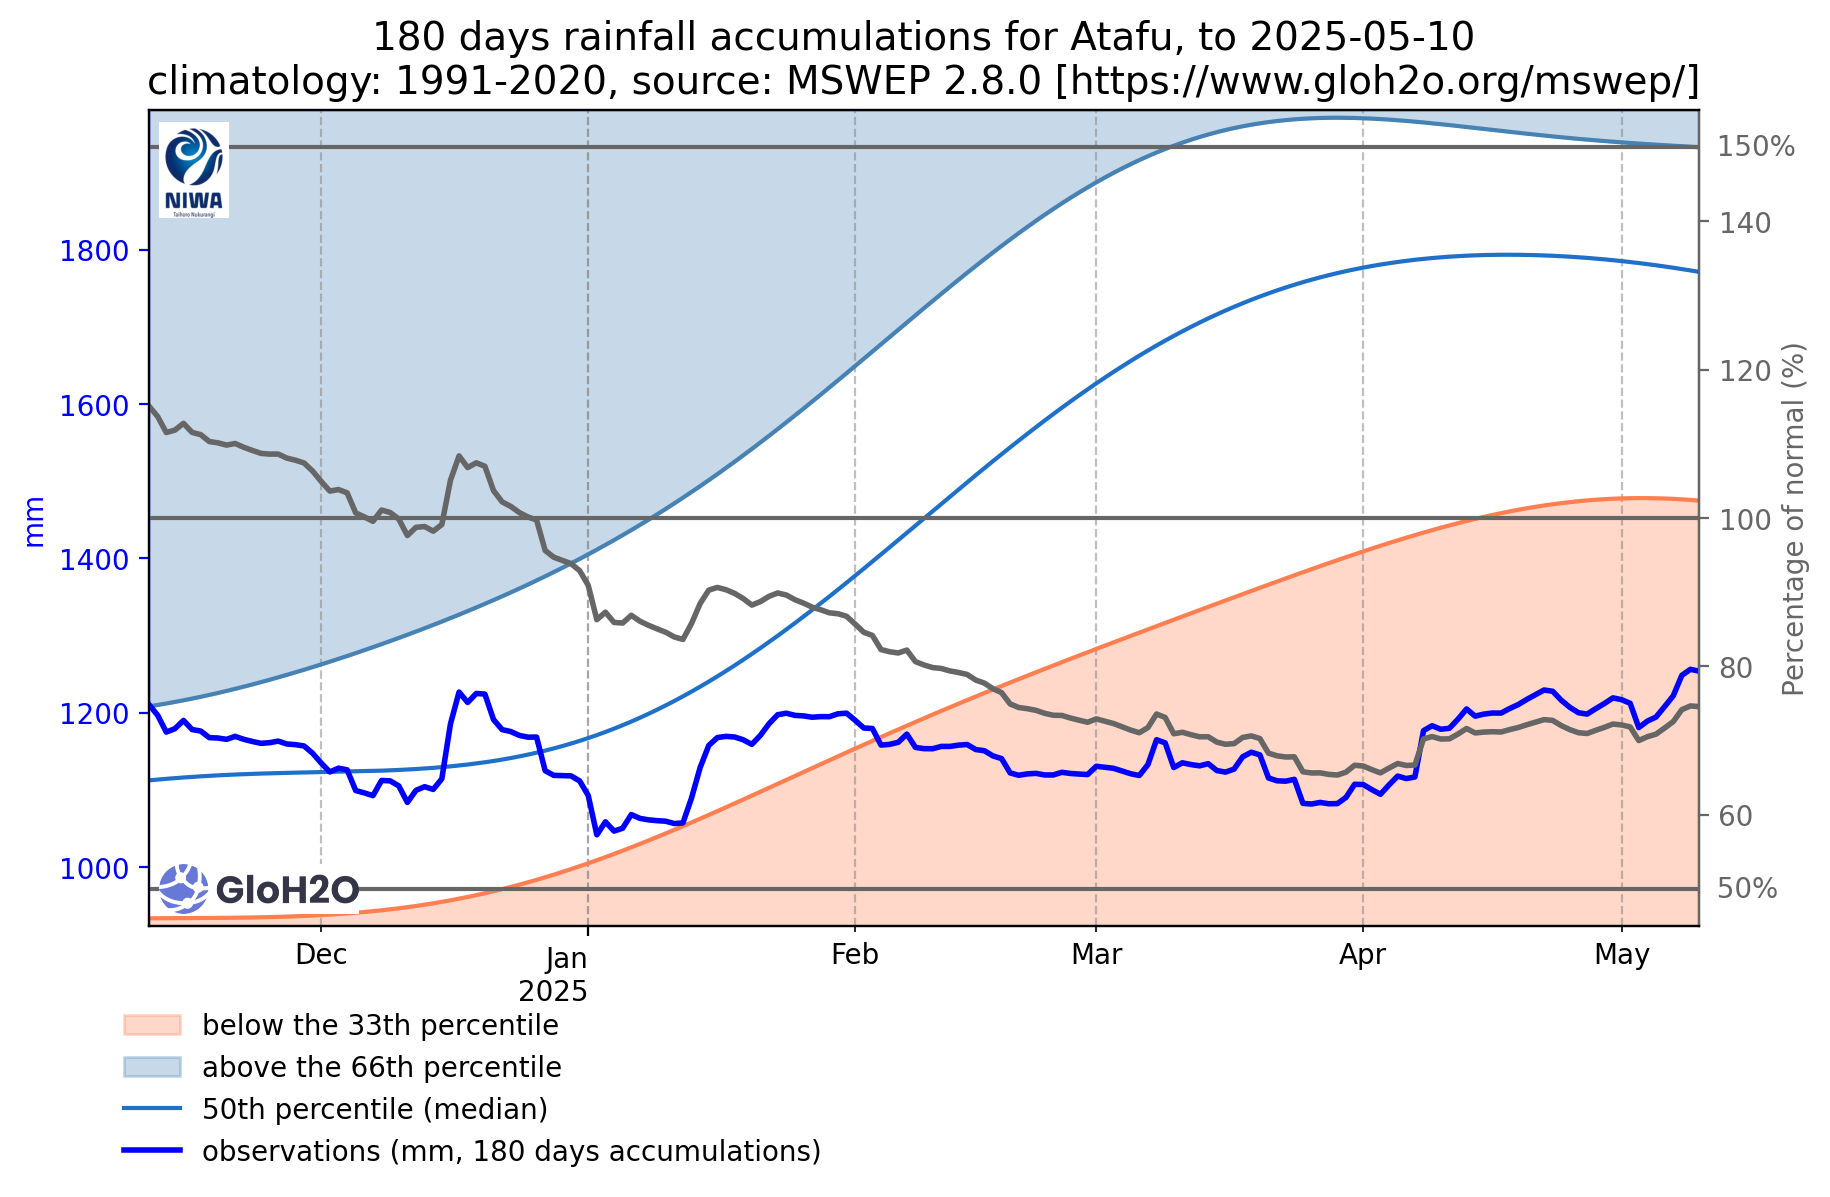 180 days rainfall accumulations for Atafu, to 2025-05-10
climatology: 1991-2020, source: MSWEP 2.8.0 [https://www.gloh2o.org/mswep/]
NIWA
Taihoro Nukurangi
150%
140
120
100
80
60
50%
Percentage of normal (%)
1800
1600
1400
1200
1000
mm
GloH2O
Dec
Jan
2025
Feb
Mar
Apr
May
below the 33th percentile
above the 66th percentile
50th percentile (median)
observations (mm, 180 days accumulations)